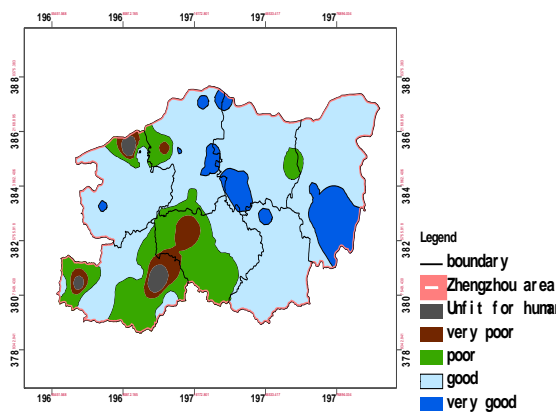 196 196 197 197 197
388
386
384
382
380
378
388
386
384
382
380
378
196 196 197 197 197
Legend
boundary
Zhengzhou area
Unfit for human
very poor
poor
good
very good